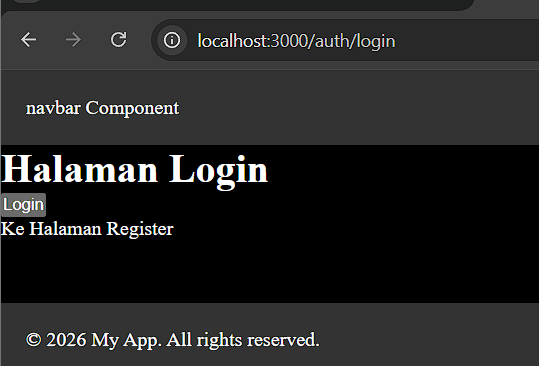 localhost:3000/auth/login
navbar Component
Halaman Login
Login
Ke Halaman Register
© 2026 My App. All rights reserved.